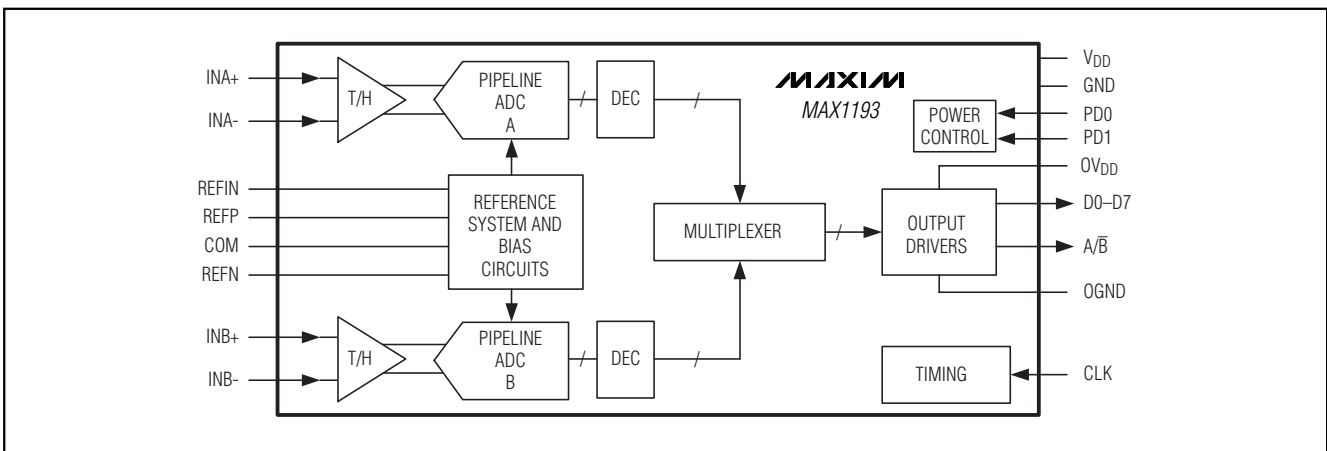 INA+
INA-
T/H
PIPELINE
ADC
A
DEC
MAXIM
MAX1193
POWER
CONTROL
VDD
GND
PD0
PD1
OVDD
D0–D7
A/B̅
OGND
REFIN
REFP
COM
REFN
REFERENCE
SYSTEM AND
BIAS
CIRCUITS
MULTIPLEXER
OUTPUT
DRIVERS
INB+
INB-
T/H
PIPELINE
ADC
B
DEC
TIMING
CLK